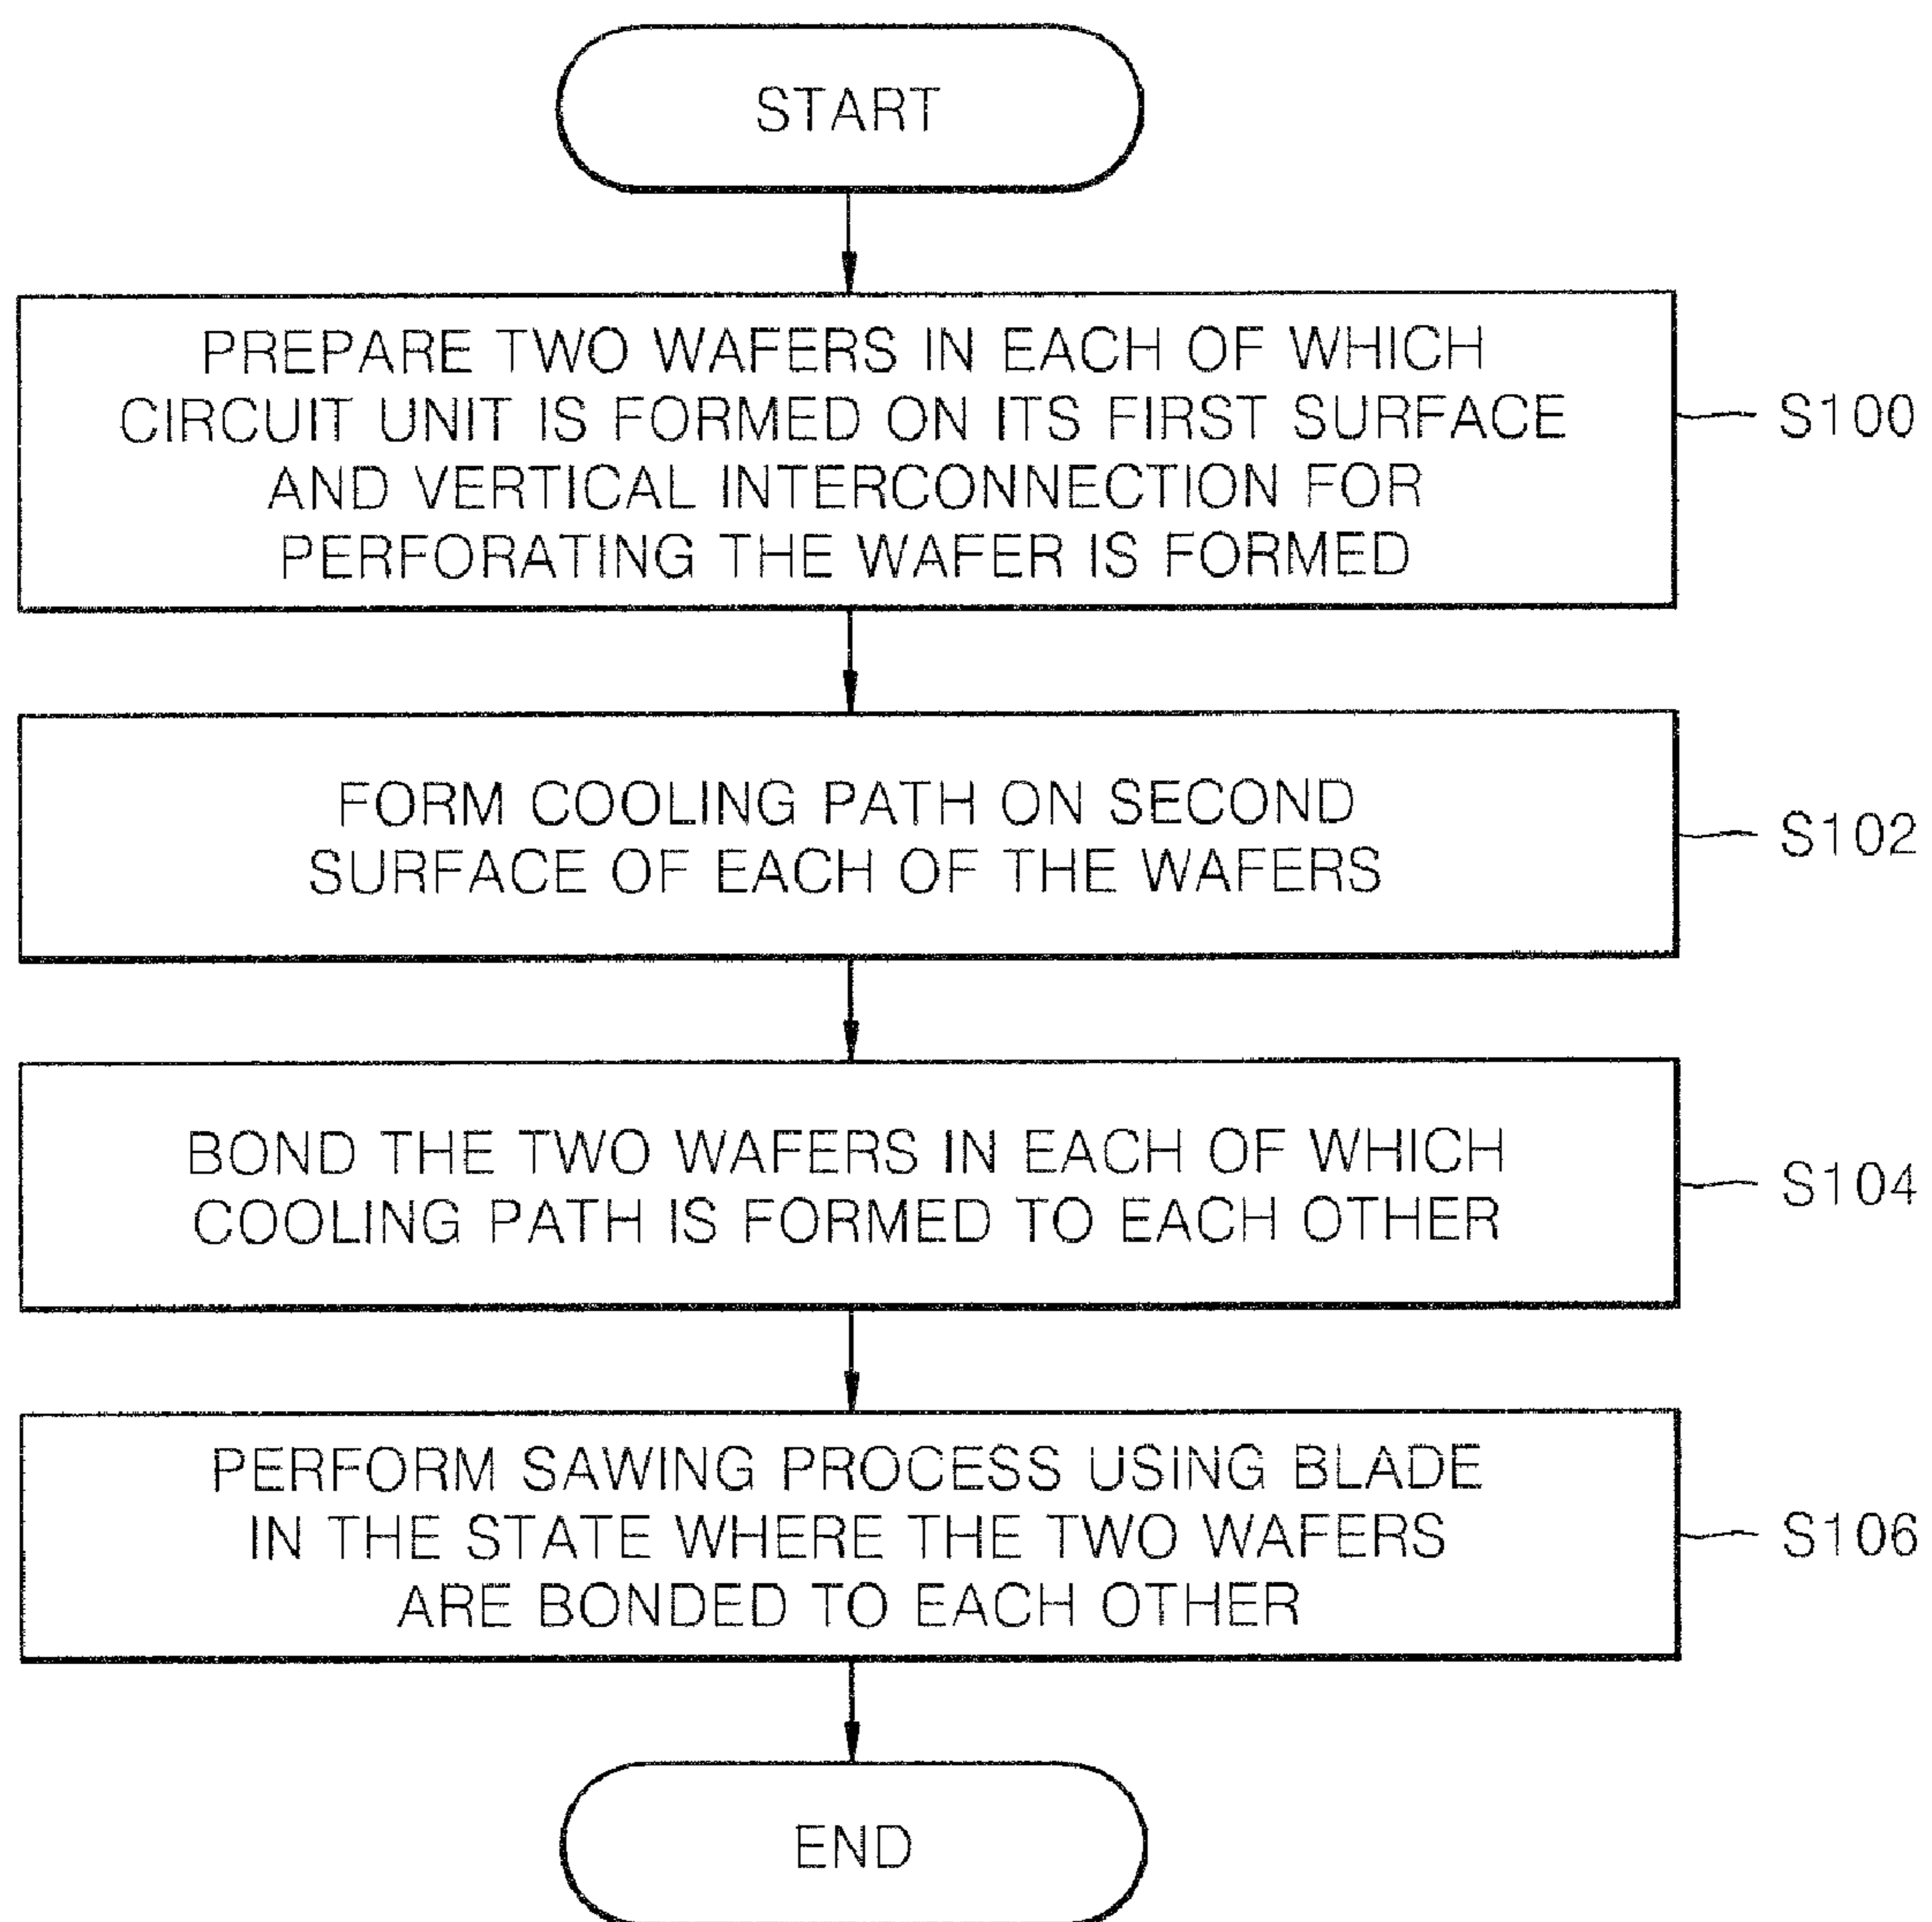 START
PREPARE TWO WAFERS IN EACH OF WHICH
CIRCUIT UNIT IS FORMED ON ITS FIRST SURFACE
AND VERTICAL INTERCONNECTION FOR
PERFORATING THE WAFER IS FORMED
S100
FORM COOLING PATH ON SECOND
SURFACE OF EACH OF THE WAFERS
S102
BOND THE TWO WAFERS IN EACH OF WHICH
COOLING PATH IS FORMED TO EACH OTHER
S104
PERFORM SAWING PROCESS USING BLADE
IN THE STATE WHERE THE TWO WAFERS
ARE BONDED TO EACH OTHER
S106
END